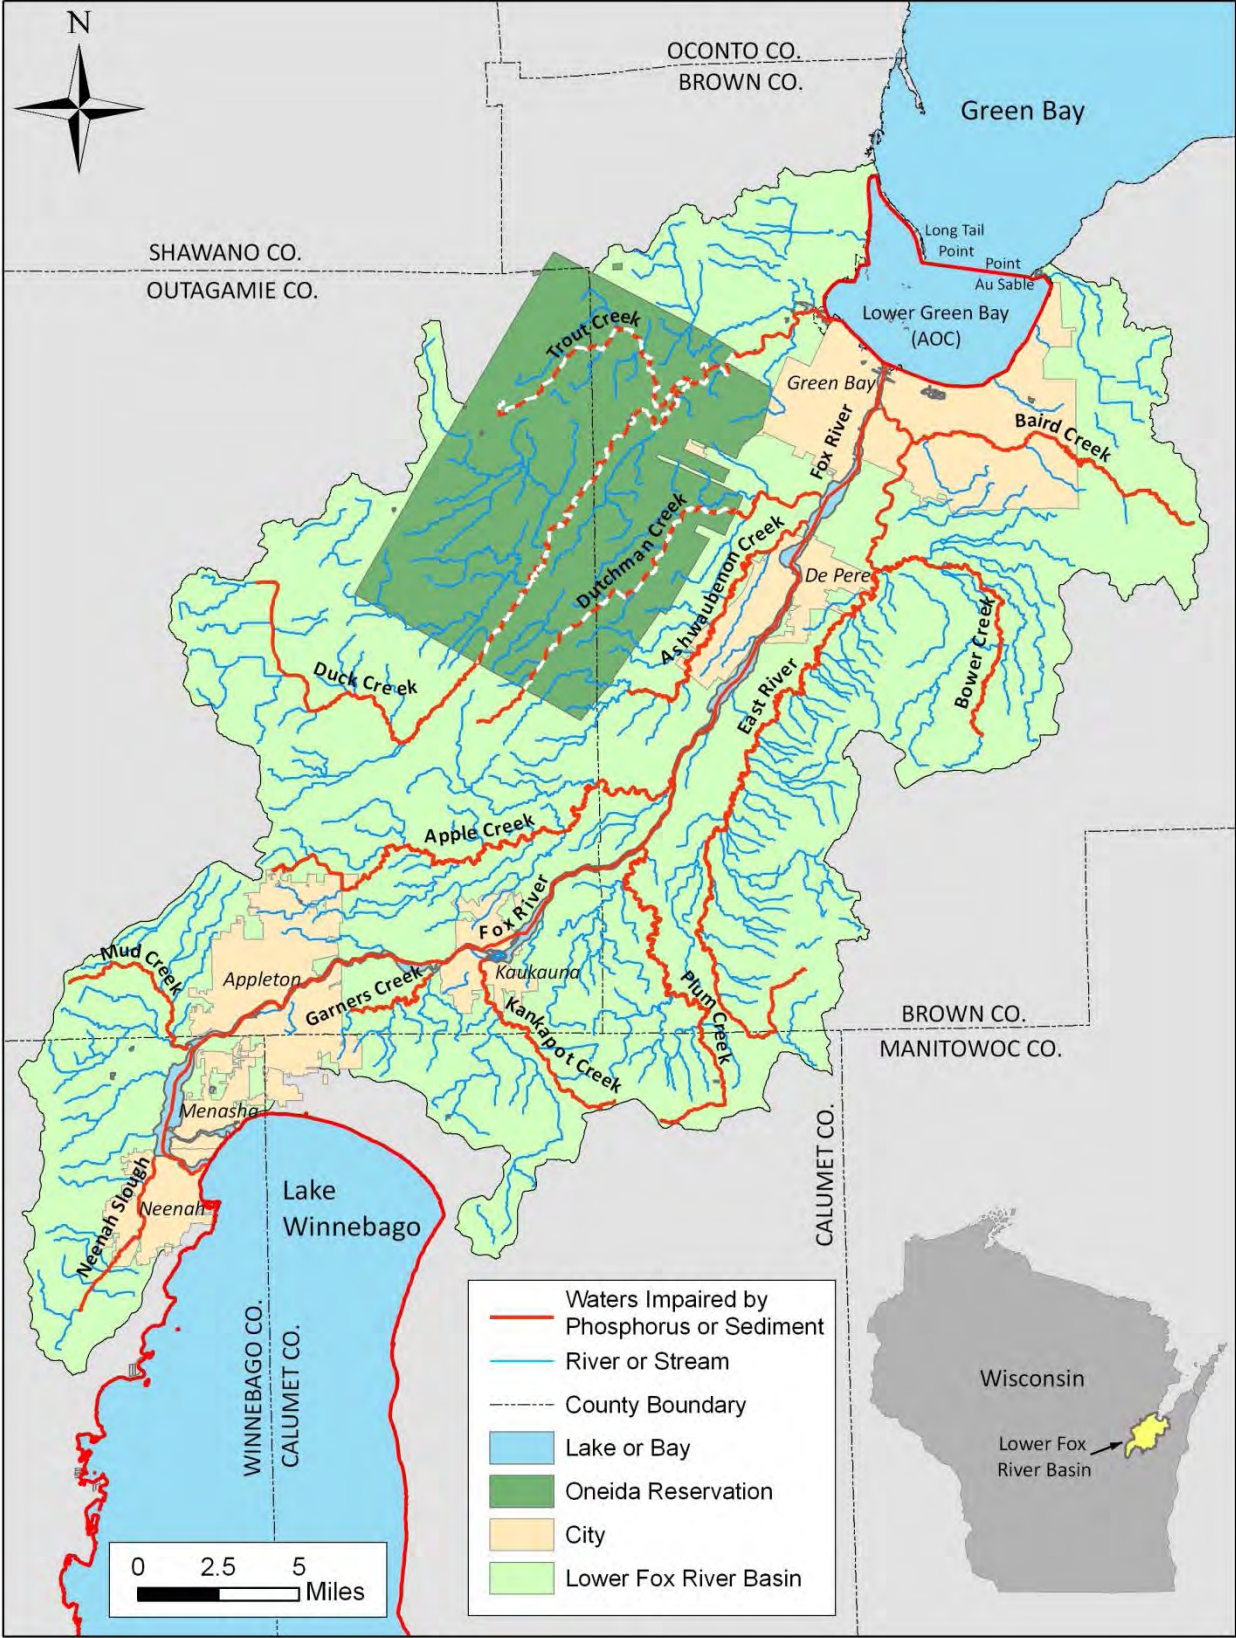 N
OCONTO CO.
BROWN CO.
Green Bay
SHAWANO CO.
OUTAGAMIE CO.
Long Tail
Point
Point
Au Sable
Lower Green Bay
(AOC)
Trout Creek
Green Bay
Fox River
Baird Creek
Dutchman Creek
Ashwaubenon Creek
De Pere
Bower Creek
Duck Creek
East River
Apple Creek
Fox River
Mud Creek
Appleton
Garners Creek
Kaukauna
Kankapot Creek
Plum Creek
BROWN CO.
MANITOWOC CO.
Menasha
CALUMET CO.
Neenah Slough
Neenah
Lake
Winnebago
WINNEBAGO CO.
CALUMET CO.
Waters Impaired by
Phosphorus or Sediment
River or Stream
County Boundary
Lake or Bay
Oneida Reservation
City
Lower Fox River Basin
0 2.5 5
Miles
Wisconsin
Lower Fox
River Basin